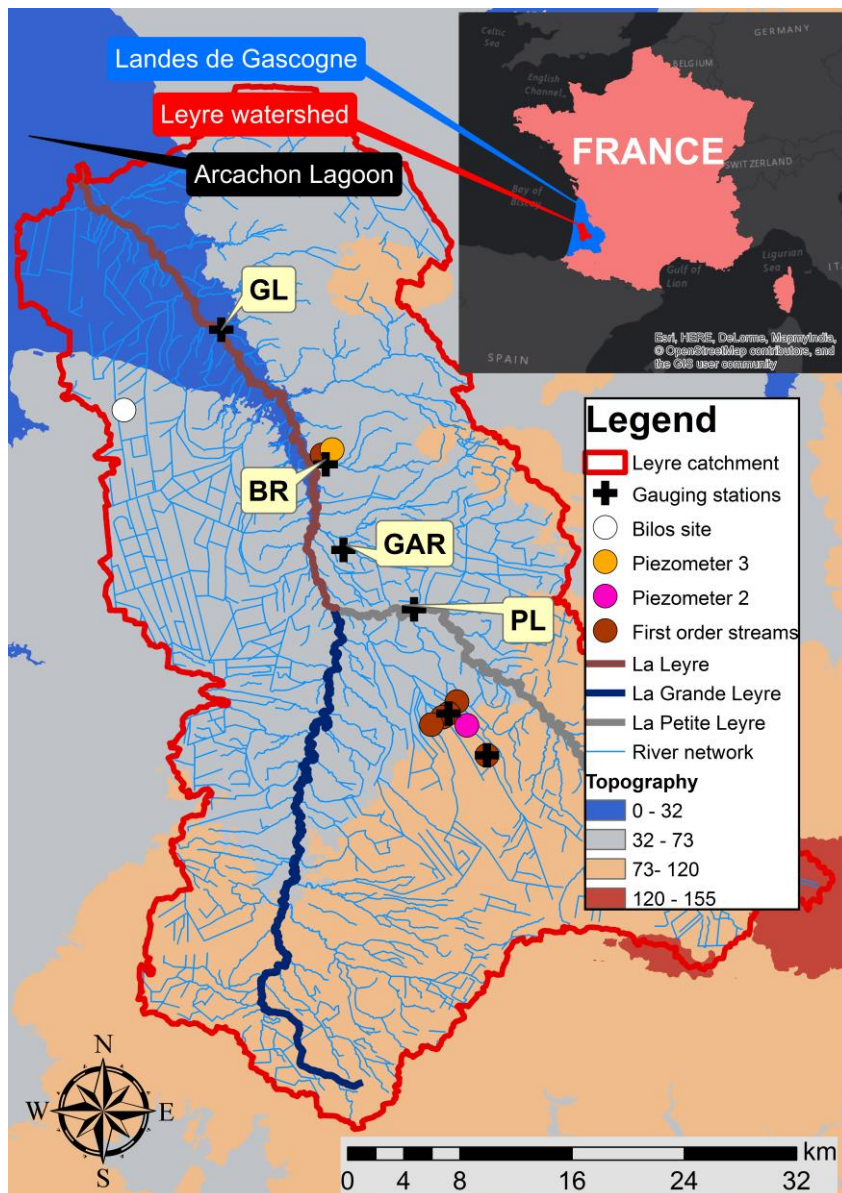 Landes de Gascogne
Leyre watershed
Arcachon Lagoon
Celtic
Sea
GERMANY
BELGIUM
English
Channel
FRANCE
SWITZERLAND
Bay of
Biscay
Ligurian
Sea
ITA
Gulf of
Lion
SPAIN
Esri, HERE, DeLorme, MapmyIndia,
© OpenStreetMap contributors, and
the GIS user community
GL
BR
GAR
PL
Legend
Leyre catchment
Gauging stations
Bilos site
Piezometer 3
Piezometer 2
First order streams
La Leyre
La Grande Leyre
La Petite Leyre
River network
Topography
0 - 32
32 - 73
73- 120
120 - 155
N
W E
S
km
0 4 8 16 24 32